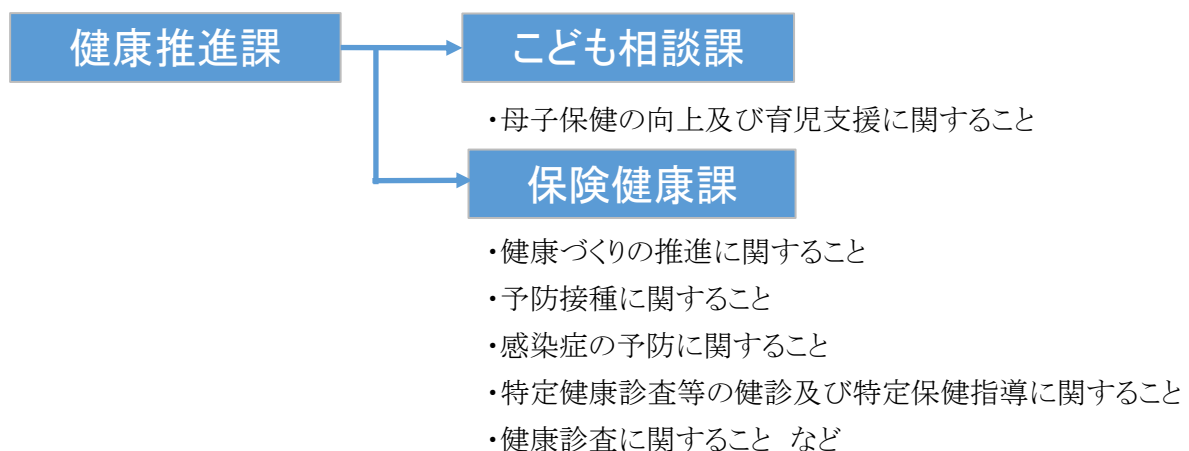 健康推進課
こども相談課
・母子保健の向上及び育児支援に関すること
保険健康課
・健康づくりの推進に関すること
・予防接種に関すること
・感染症の予防に関すること
・特定健康診査等の健診及び特定保健指導に関すること
・健康診査に関すること など